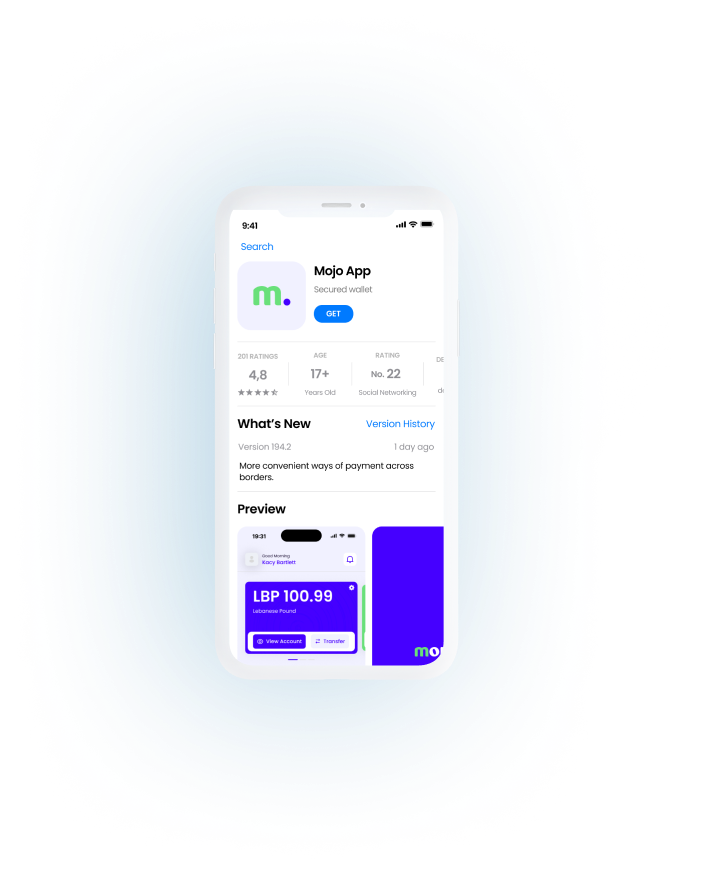 9:41
Search
m.
Mojo App
Secured wallet
GET
201 RATINGS
4,8
AGE
17+
Years Old
RATING
No. 22
Social Networking
DE
What's New
Version History
Version 194.2
1 day ago
More convenient ways of payment across
borders.
Preview
19:31
Good Morning
Kacy Bartlett
LBP 100.99
Lebanese Pound
View Account
Transfer